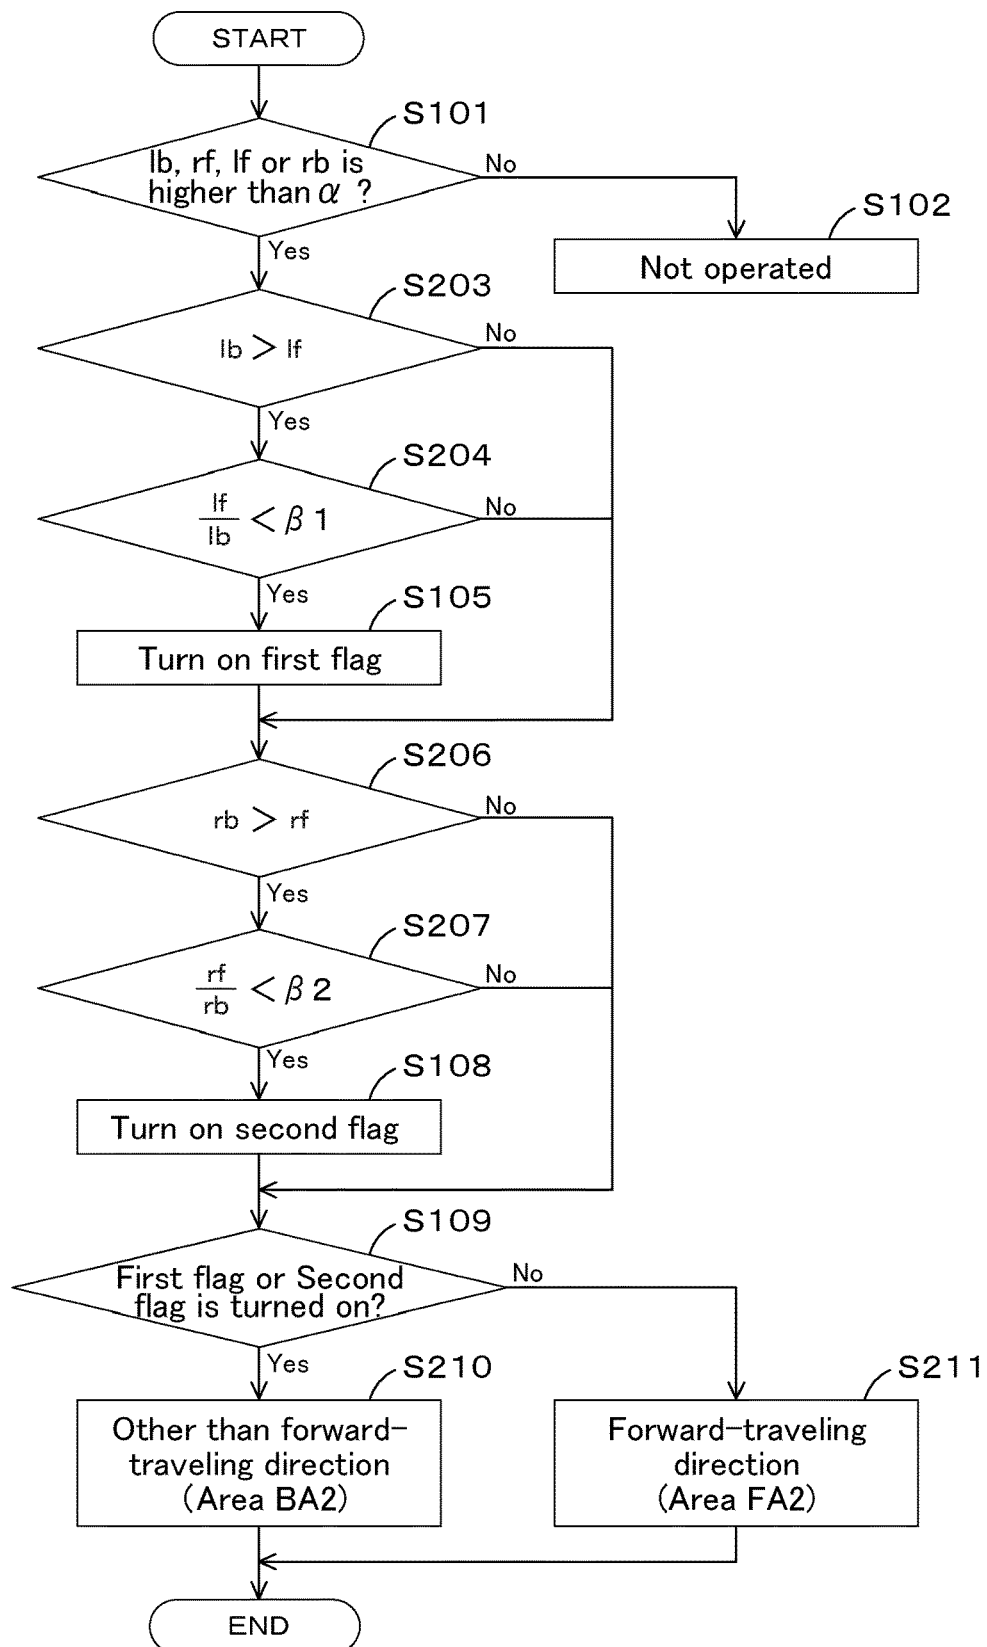 START
S101
lb, rf, lf or rb is
higher than α ?
No
S102
Not operated
Yes
S203
lb > lf
No
Yes
S204
lf
lb
< β1
No
Yes
S105
Turn on first flag
S206
rb > rf
No
Yes
S207
rf
rb
< β2
No
Yes
S108
Turn on second flag
S109
First flag or Second
flag is turned on?
No
Yes
S210
Other than forward-
traveling direction
(Area BA2)
S211
Forward-traveling
direction
(Area FA2)
END